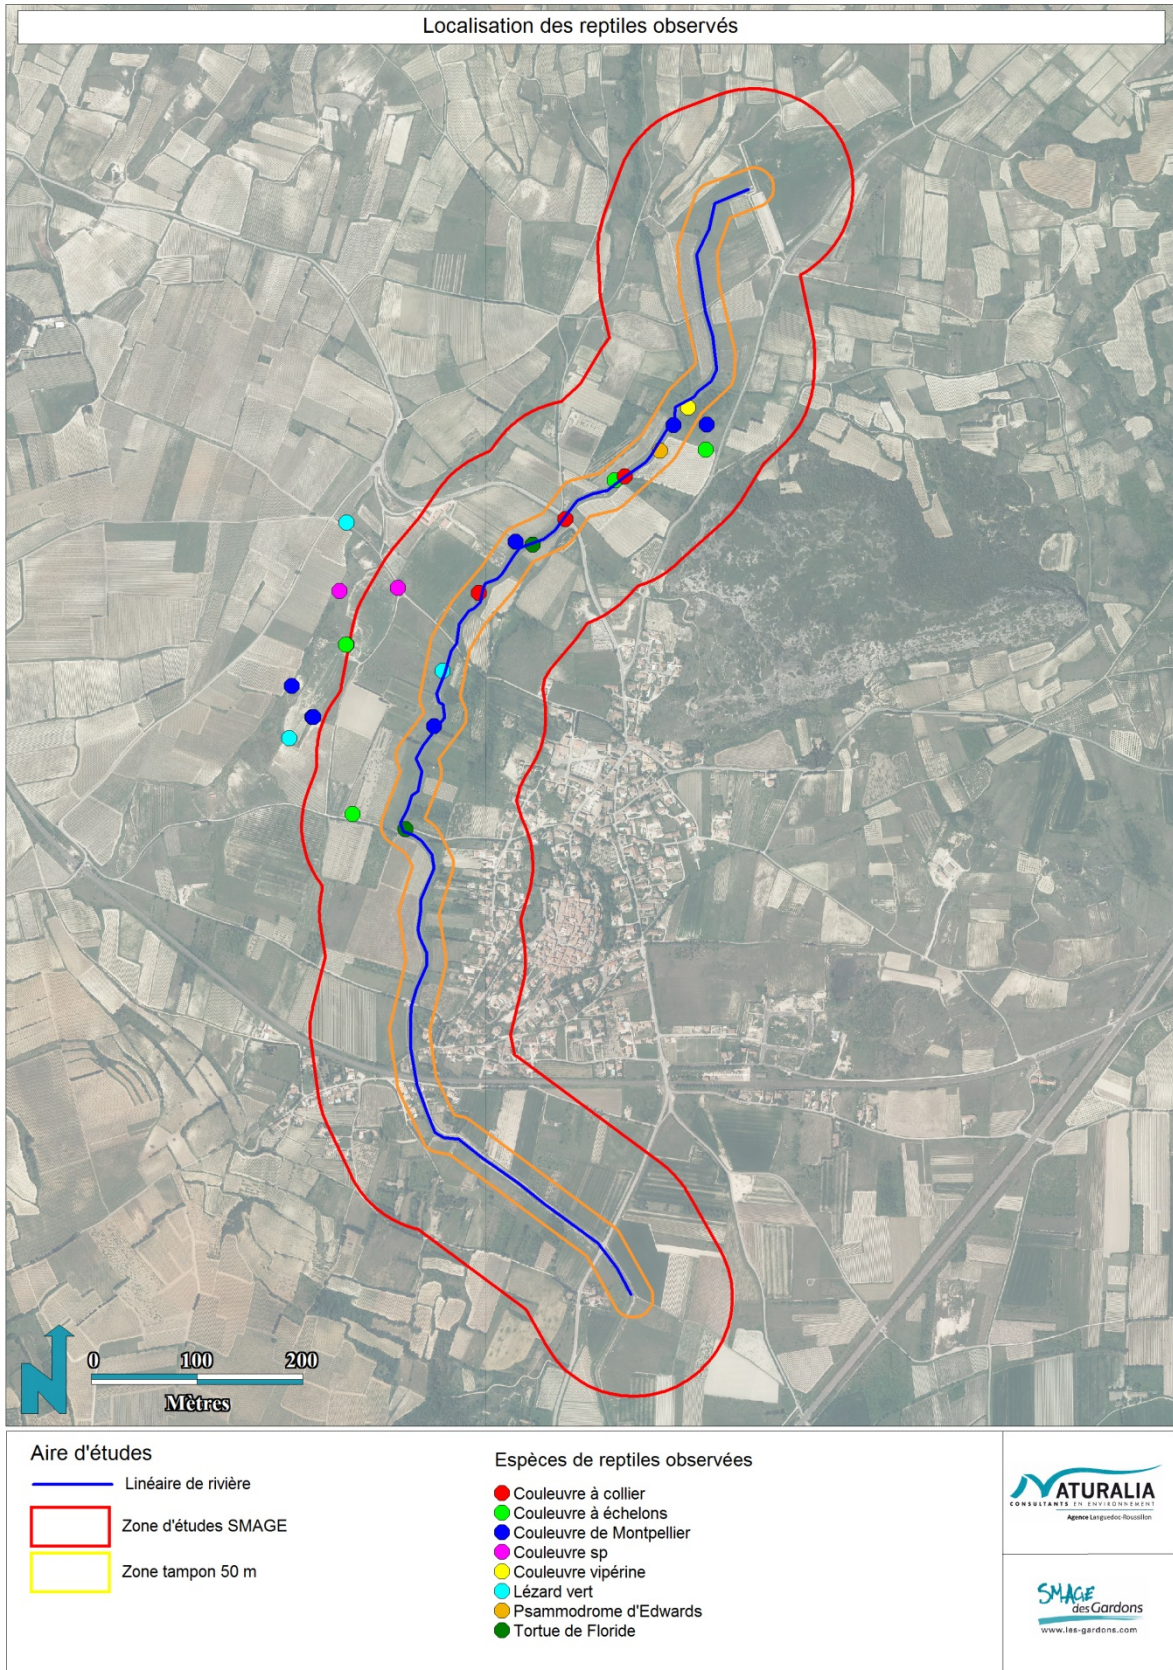 Localisation des reptiles observés
N
0 100 200
Mètres
Aire d'études
Linéaire de rivière
Zone d'études SMAGE
Zone tampon 50 m
Espèces de reptiles observées
Couleuvre à collier
Couleuvre à échelons
Couleuvre de Montpellier
Couleuvre sp
Couleuvre vipérine
Lézard vert
Psammodrome d'Edwards
Tortue de Floride
NATURALIA
CONSULTANTS EN ENVIRONNEMENT
Agence Languedoc-Roussillon
SMAGE
des Gardons
www.les-gardons.com